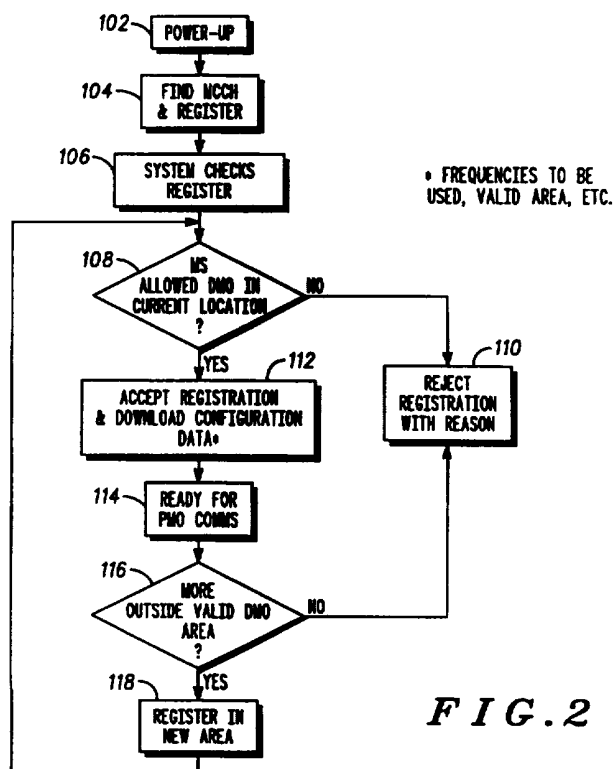 102
POWER-UP
104
FIND MCCH
& REGISTER
106
SYSTEM CHECKS
REGISTER
* FREQUENCIES TO BE
USED, VALID AREA, ETC.
108
MS
ALLOWED DMO IN
CURRENT LOCATION
?
NO
YES
112
ACCEPT REGISTRATION
& DOWNLOAD CONFIGURATION
DATA*
110
REJECT
REGISTRATION
WITH REASON
114
READY FOR
PMO COMMS
116
MORE
OUTSIDE VALID DMO
AREA
?
NO
YES
118
REGISTER IN
NEW AREA
FIG.2